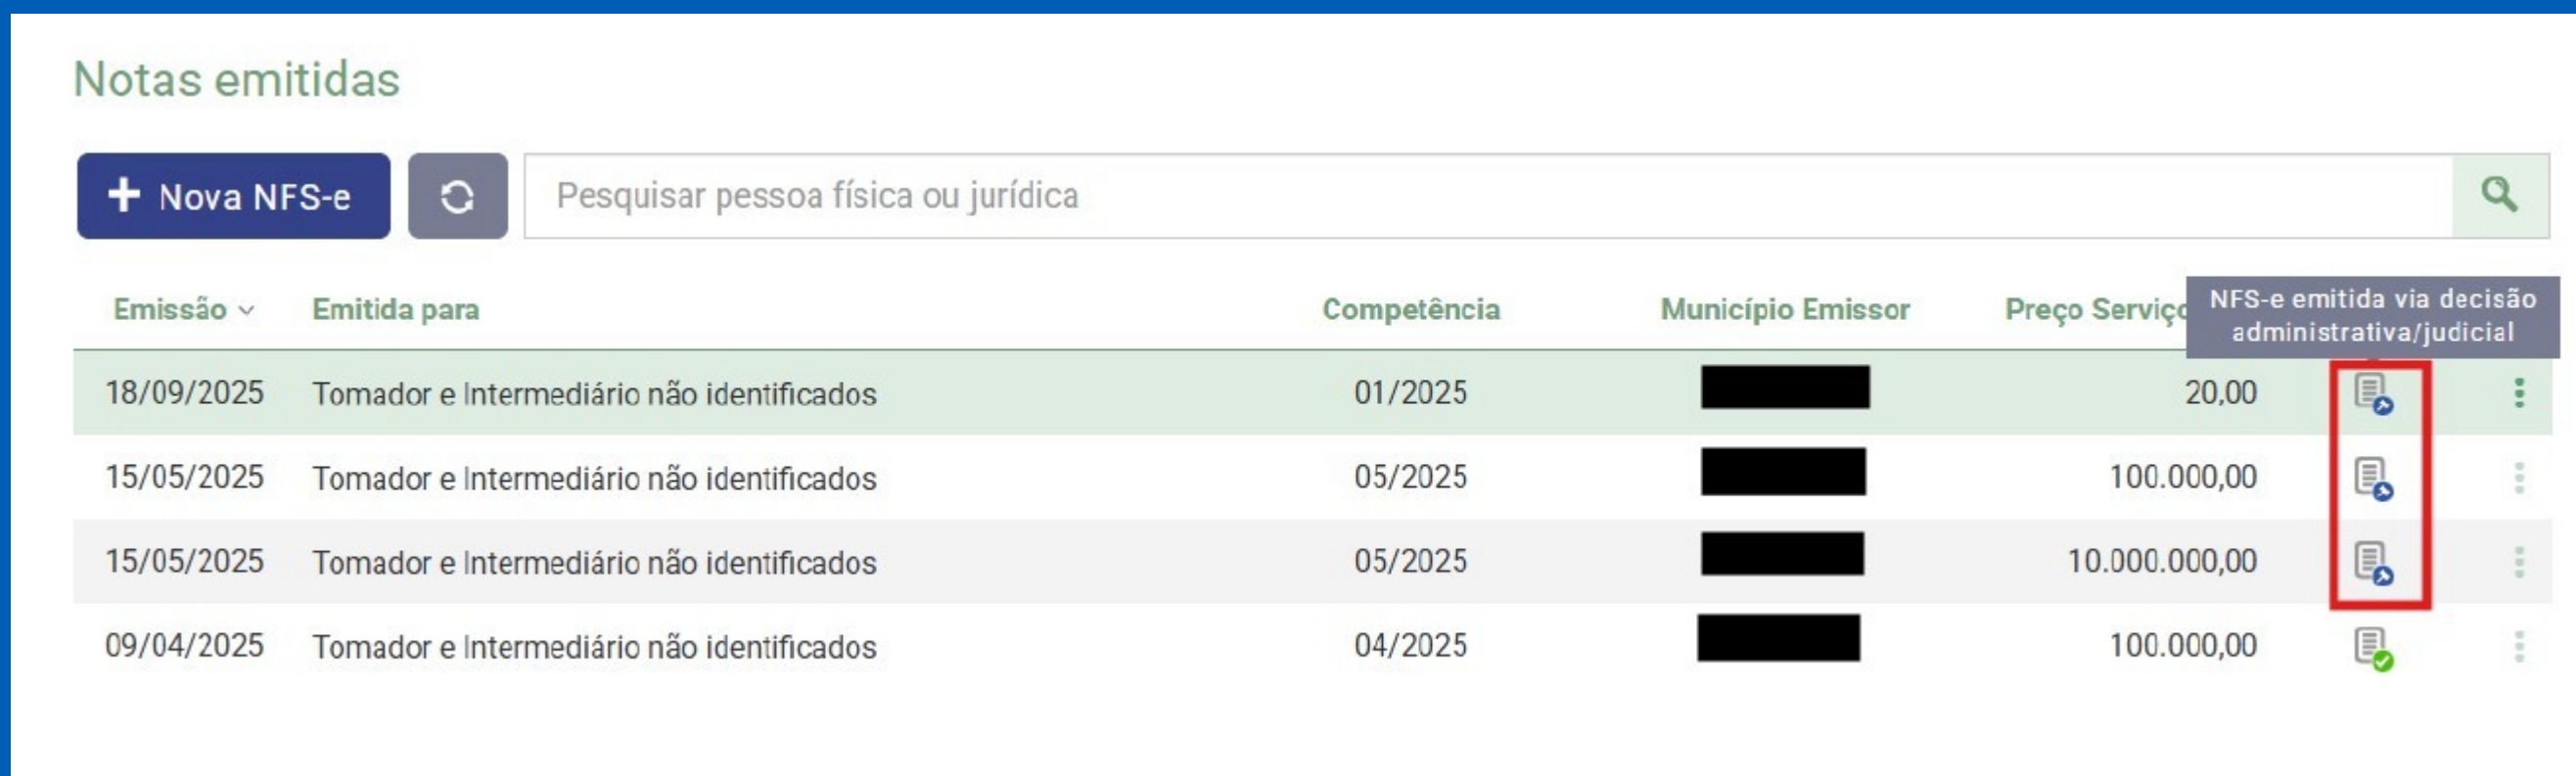 Notas emitidas
+ Nova NFS-e Pesquisar pessoa física ou jurídica
Emissão Emitida para Competência Município Emissor Preço Serviço
NFS-e emitida via decisão
administrativa/judicial
18/09/2025 Tomador e Intermediário não identificados 01/2025 20,00
15/05/2025 Tomador e Intermediário não identificados 05/2025 100.000,00
15/05/2025 Tomador e Intermediário não identificados 05/2025 10.000.000,00
09/04/2025 Tomador e Intermediário não identificados 04/2025 100.000,00